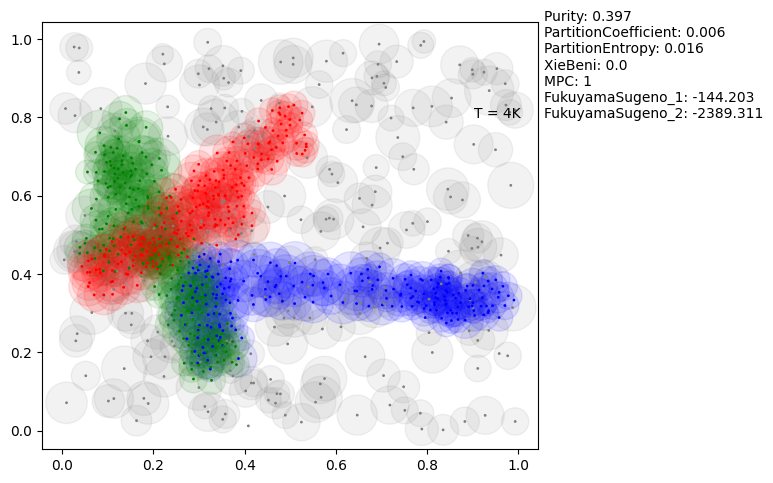 Purity: 0.397
PartitionCoefficient: 0.006
PartitionEntropy: 0.016
XieBeni: 0.0
MPC: 1
FukuyamaSugeno_1: -144.203
FukuyamaSugeno_2: -2389.311
T = 4K
1.0
0.8
0.6
0.4
0.2
0.0
0.0 0.2 0.4 0.6 0.8 1.0